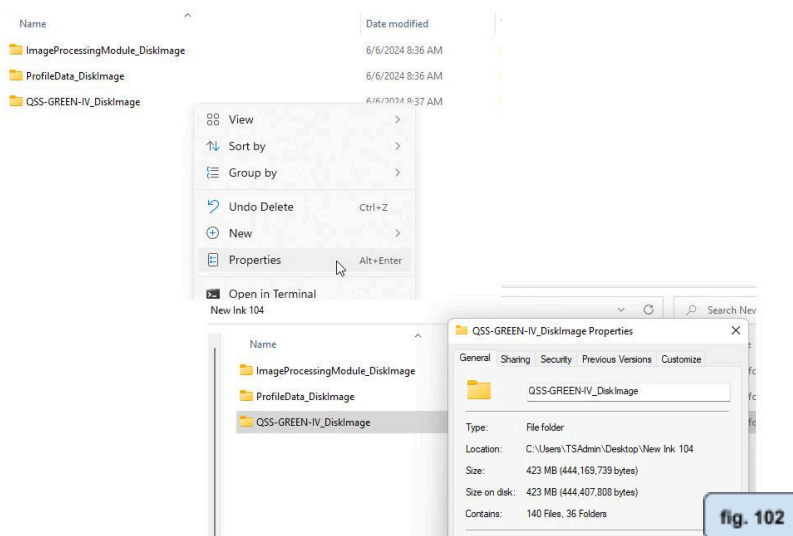 Name Date modified
ImageProcessingModule_DiskImage 6/6/2024 8:36 AM
ProfileData_DiskImage 6/6/2024 8:36 AM
QSS-GREEN-IV_DiskImage 6/6/2024 8:37 AM
View
Sort by
Group by
Undo Delete Ctrl+Z
New
Properties Alt+Enter
Open in Terminal
New Ink 104
Search New
Name
ImageProcessingModule_DiskImage
ProfileData_DiskImage
QSS-GREEN-IV_DiskImage
QSS-GREEN-IV_DiskImage Properties
General Sharing Security Previous Versions Customize
QSS-GREEN-IV_DiskImage
Type: File folder
Location: C:\Users\TSAdmin\Desktop\New Ink 104
Size: 423 MB (444,169,739 bytes)
Size on disk: 423 MB (444,407,808 bytes)
Contains: 140 Files, 36 Folders
fig. 102